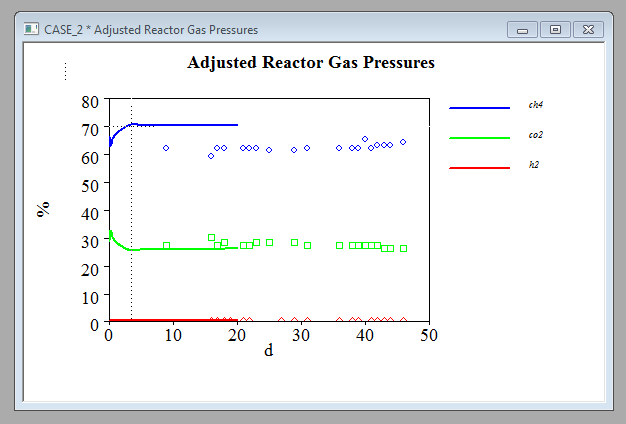 CASE_2 * Adjusted Reactor Gas Pressures
Adjusted Reactor Gas Pressures
80
70
60
50
40
30
20
10
0
%
0 10 20 30 40 50
d
ch4
co2
h2